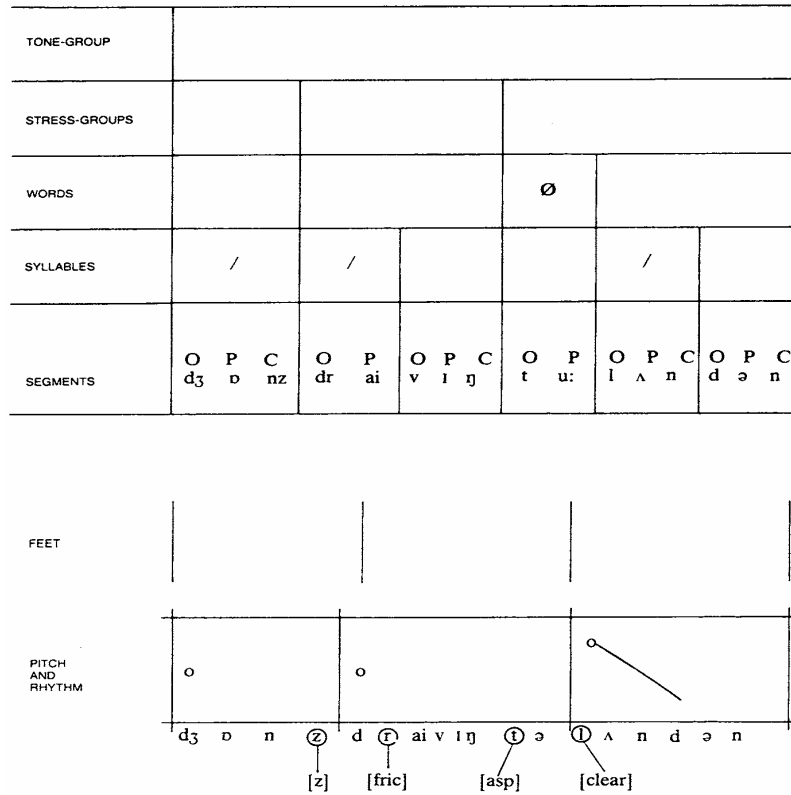 TONE-GROUP
STRESS-GROUPS
WORDS Ø
SYLLABLES / / /
O P C O P O P C O P O P C O P C
SEGMENTS dʒ ɒ nz dr ai v ɪ ŋ t u: l ʌ n d ə n
FEET
PITCH
AND
RHYTHM
dʒ ɒ n z d r ai v ɪ ŋ t ə l ʌ n d ə n
[z] [fric] [asp] [clear]